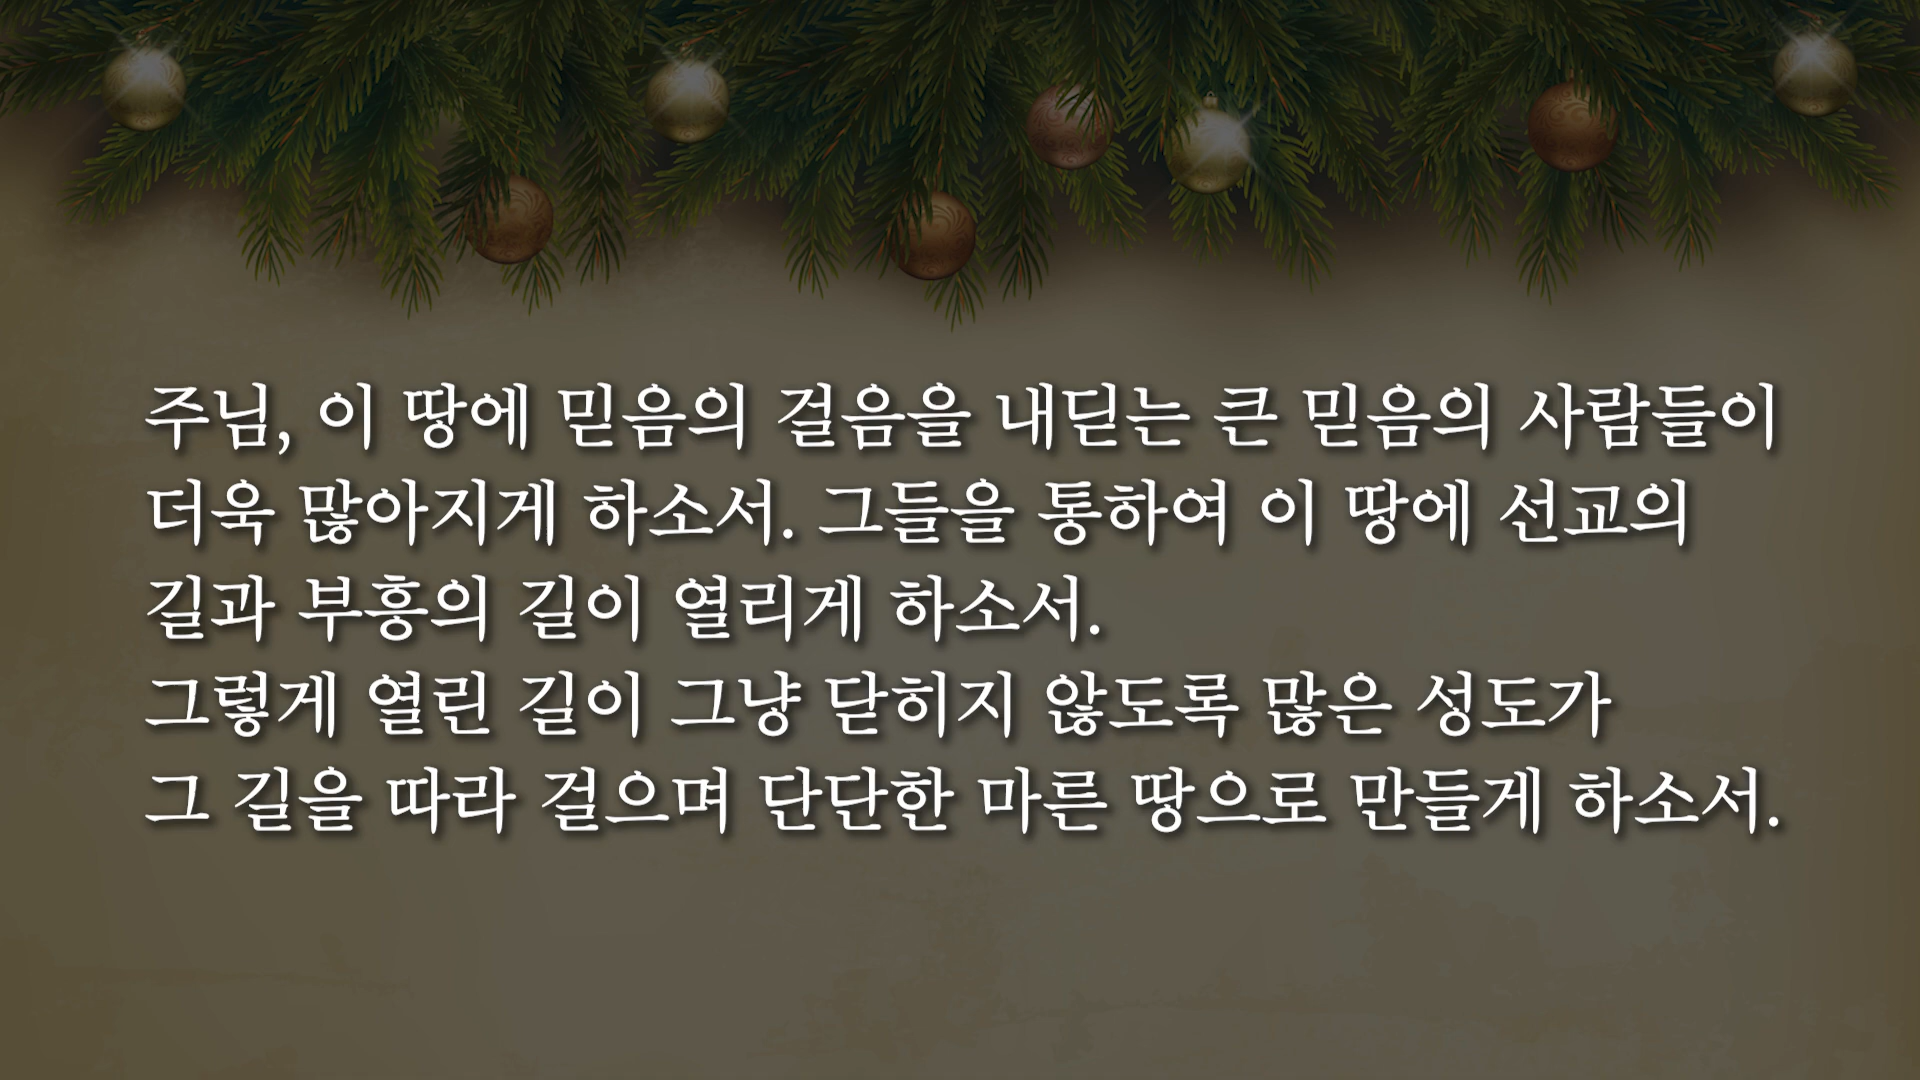 주님, 이 땅에 믿음의 걸음을 내딛는 큰 믿음의 사람들이
더욱 많아지게 하소서. 그들을 통하여 이 땅에 선교의
길과 부흥의 길이 열리게 하소서.
그렇게 열린 길이 그냥 닫히지 않도록 많은 성도가
그 길을 따라 걸으며 단단한 마른 땅으로 만들게 하소서.